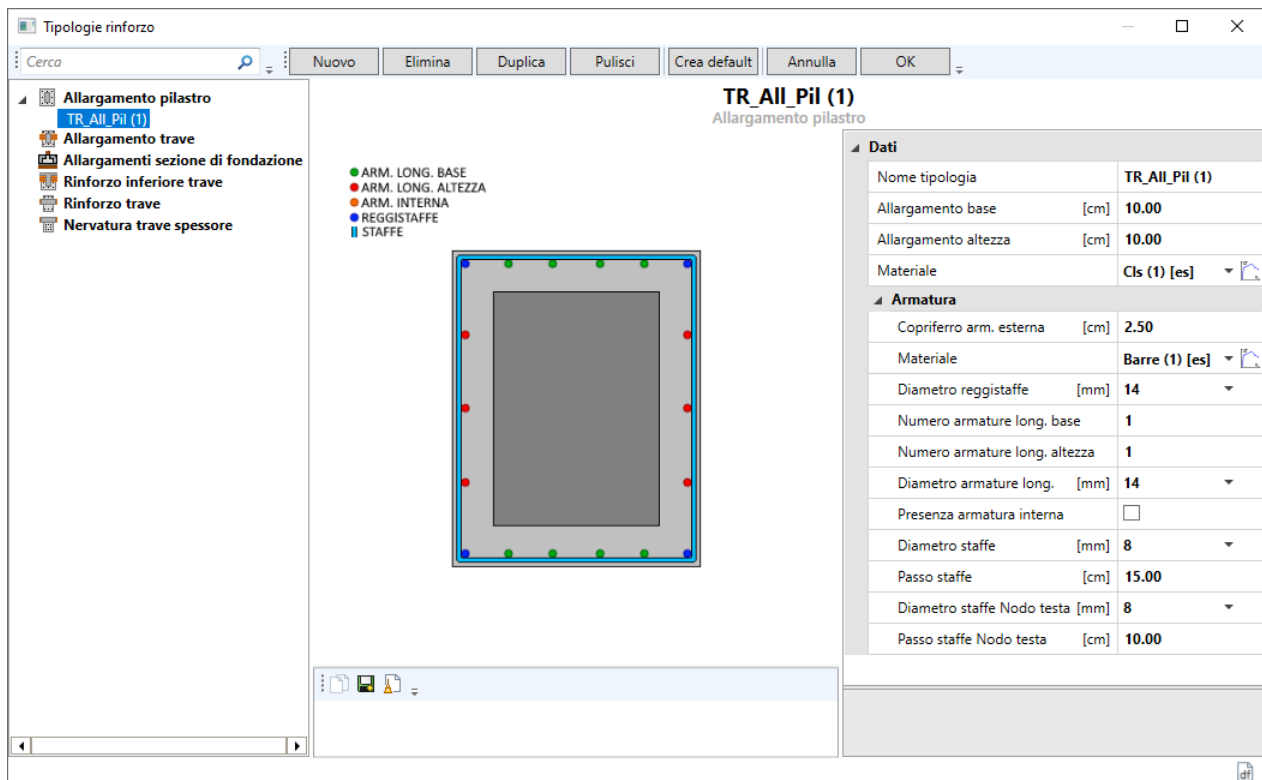 Tipologie rinforzo
Cerca
Nuovo Elimina Duplica Pulisci Crea default Annulla OK
Allargamento pilastro
TR_All_Pil (1)
Allargamento trave
Allargamenti sezione di fondazione
Rinforzo inferiore trave
Rinforzo trave
Nervatura trave spessore
TR_All_Pil (1)
Allargamento pilastro
ARM. LONG. BASE
ARM. LONG. ALTEZZA
ARM. INTERNA
REGGISTAFFE
STAFFE
Dati
Nome tipologia TR_All_Pil (1)
Allargamento base [cm] 10.00
Allargamento altezza [cm] 10.00
Materiale Cls (1) [es]
Armatura
Copriferro arm. esterna [cm] 2.50
Materiale Barre (1) [es]
Diametro reggistaffe [mm] 14
Numero armature long. base 1
Numero armature long. altezza 1
Diametro armature long. [mm] 14
Presenza armatura interna
Diametro staffe [mm] 8
Passo staffe [cm] 15.00
Diametro staffe Nodo testa [mm] 8
Passo staffe Nodo testa [cm] 10.00
df